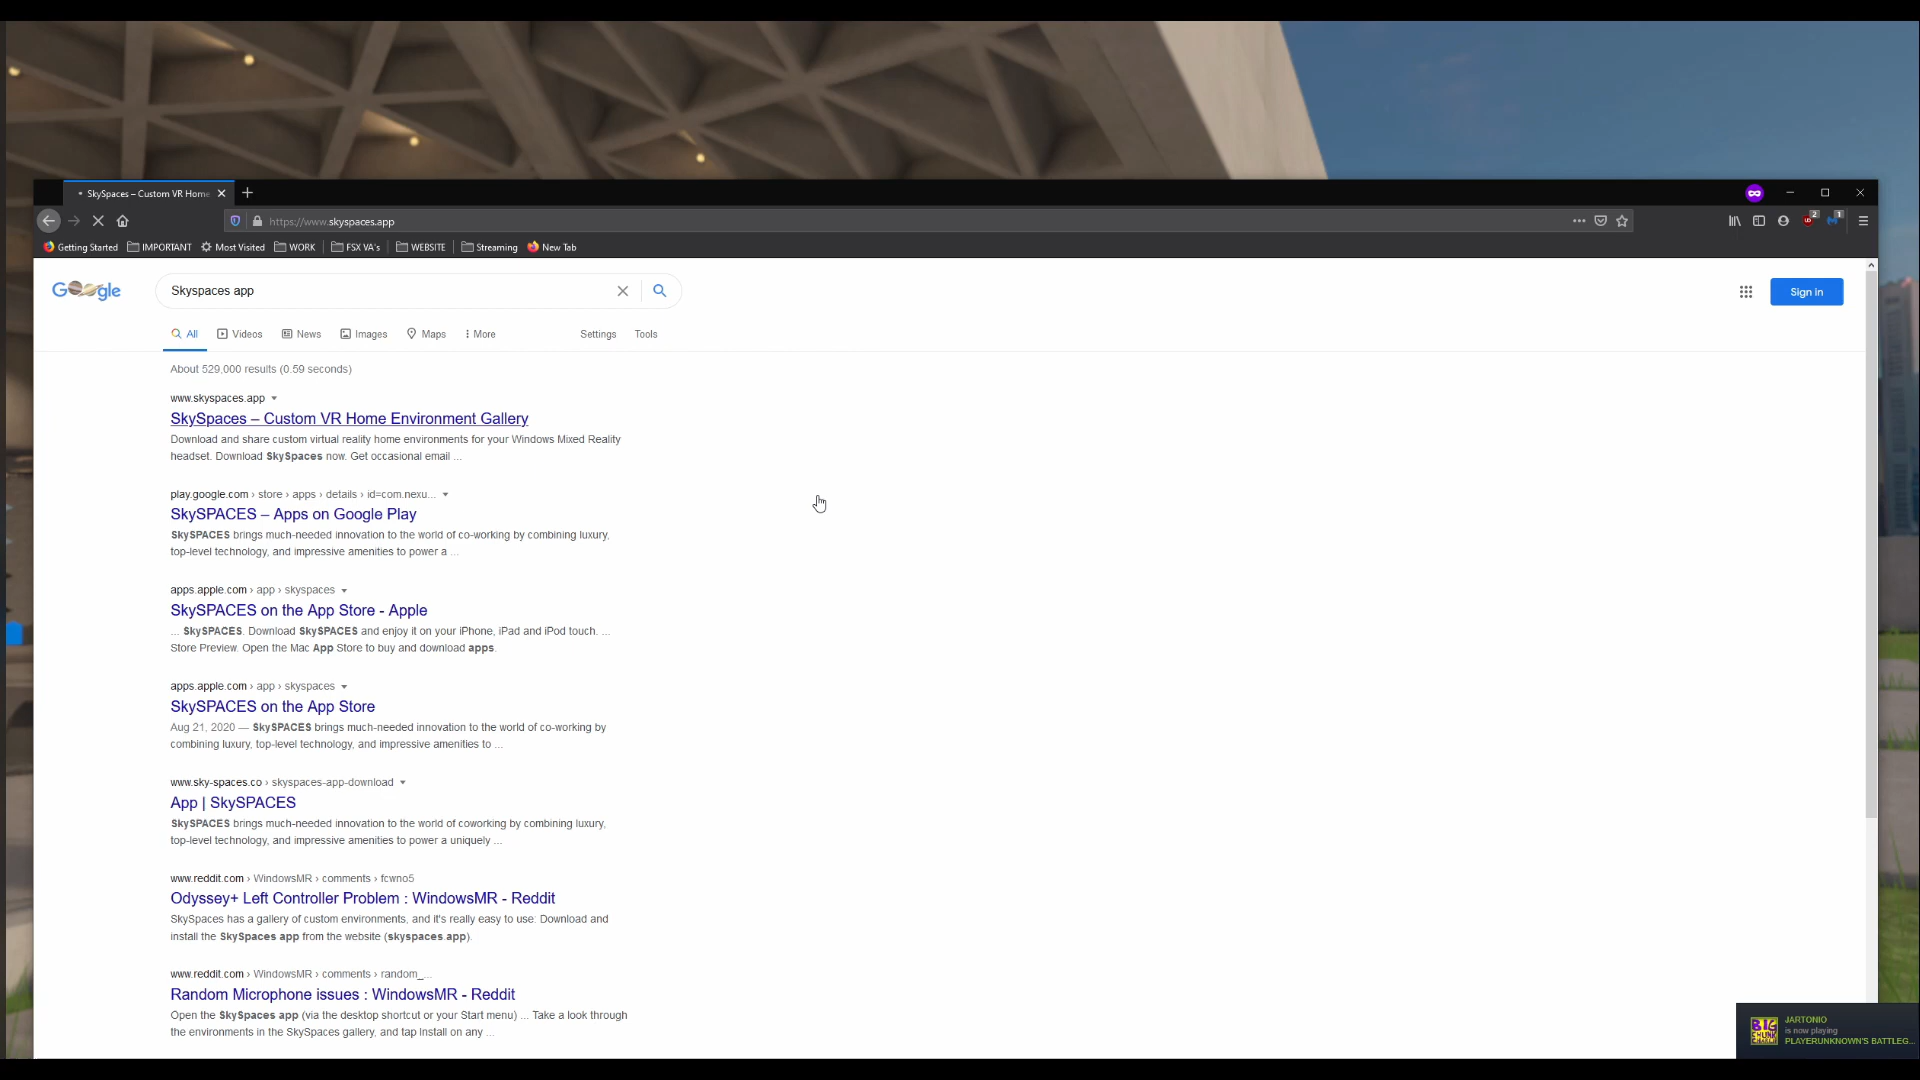 SkySpaces – Custom VR Home
https://www.skyspaces.app
2
1
Getting Started IMPORTANT Most Visited WORK FSX VA's WEBSITE Streaming New Tab
Google
Skyspaces app
Sign in
All Videos News Images Maps More Settings Tools
About 529,000 results (0.59 seconds)
www.skyspaces.app
SkySpaces – Custom VR Home Environment Gallery
Download and share custom virtual reality home environments for your Windows Mixed Reality
headset. Download SkySpaces now. Get occasional email ...
play.google.com › store › apps › details › id=com.nexu...
SkySPACES – Apps on Google Play
SkySPACES brings much-needed innovation to the world of co-working by combining luxury,
top-level technology, and impressive amenities to power a ...
apps.apple.com › app › skyspaces
SkySPACES on the App Store - Apple
... SkySPACES. Download SkySPACES and enjoy it on your iPhone, iPad and iPod touch. ...
Store Preview. Open the Mac App Store to buy and download apps.
apps.apple.com › app › skyspaces
SkySPACES on the App Store
Aug 21, 2020 — SkySPACES brings much-needed innovation to the world of co-working by
combining luxury, top-level technology, and impressive amenities to ...
www.sky-spaces.co › skyspaces-app-download
App | SkySPACES
SkySPACES brings much-needed innovation to the world of coworking by combining luxury,
top-level technology, and impressive amenities to power a uniquely ...
www.reddit.com › WindowsMR › comments › fcwno5
Odyssey+ Left Controller Problem : WindowsMR - Reddit
SkySpaces has a gallery of custom environments, and it's really easy to use: Download and
install the SkySpaces app from the website (skyspaces.app).
www.reddit.com › WindowsMR › comments › random_...
Random Microphone issues : WindowsMR - Reddit
Open the SkySpaces app (via the desktop shortcut or your Start menu) ... Take a look through
the environments in the SkySpaces gallery, and tap Install on any ...
JARTONIO
is now playing
PLAYERUNKNOWN'S BATTLEG...